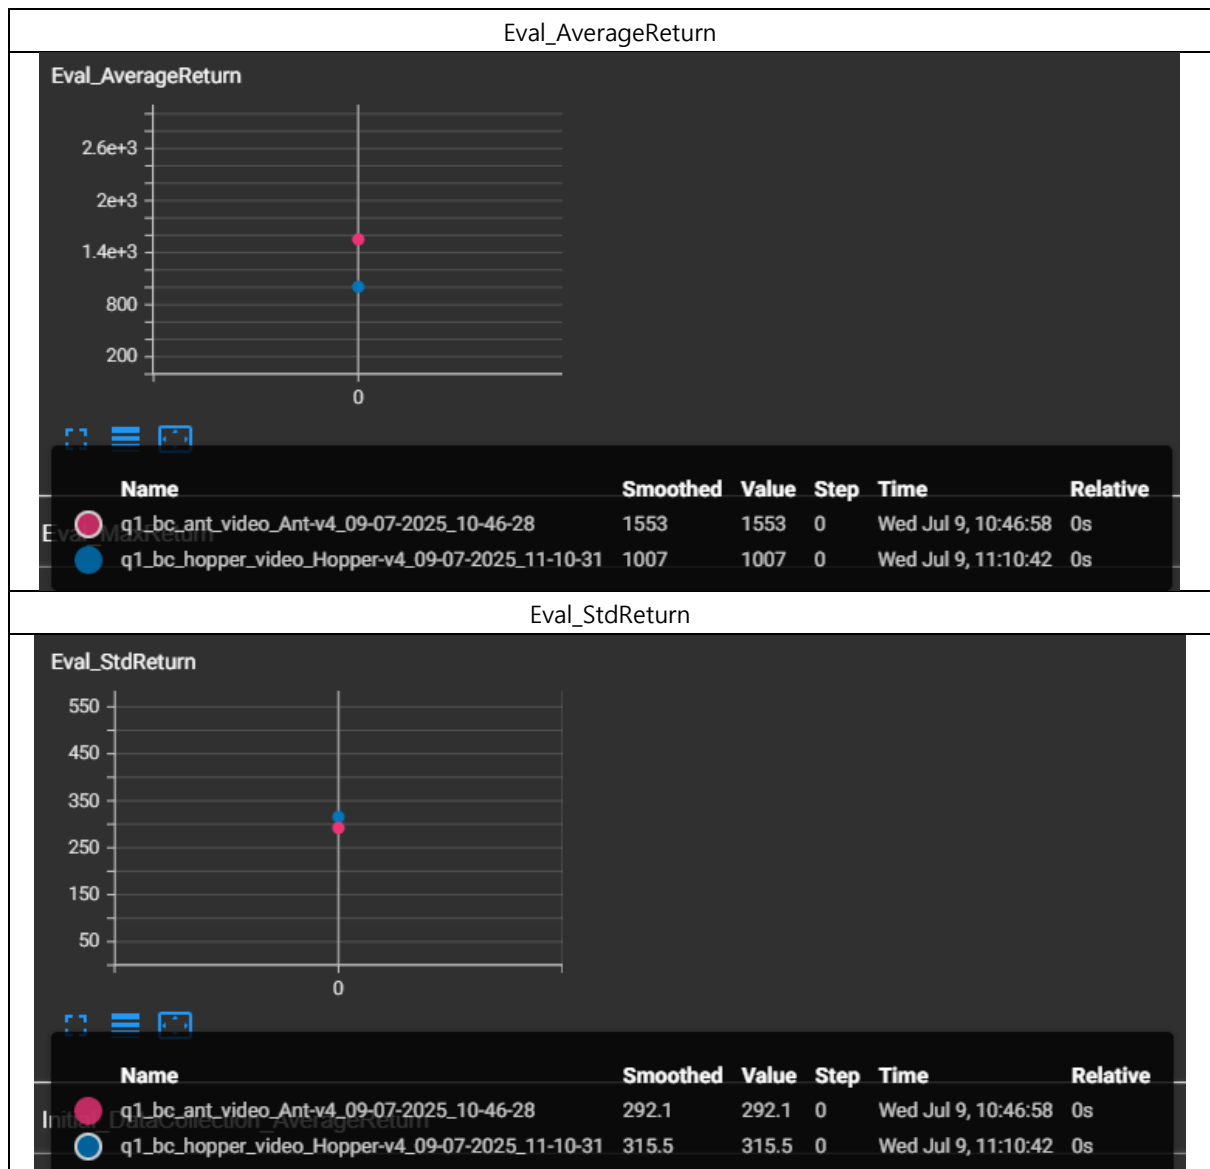 Eval_AverageReturn
Eval_AverageReturn
2.6e+3
2e+3
1.4e+3
800
200
0
Name Smoothed Value Step Time Relative
q1_bc_ant_video_Ant-v4_09-07-2025_10-46-28 1553 1553 0 Wed Jul 9, 10:46:58 0s
Eval_MaxReturn
q1_bc_hopper_video_Hopper-v4_09-07-2025_11-10-31 1007 1007 0 Wed Jul 9, 11:10:42 0s
Eval_StdReturn
Eval_StdReturn
550
450
350
250
150
50
0
Name Smoothed Value Step Time Relative
q1_bc_ant_video_Ant-v4_09-07-2025_10-46-28 292.1 292.1 0 Wed Jul 9, 10:46:58 0s
Initial_DataCollection_AverageReturn
q1_bc_hopper_video_Hopper-v4_09-07-2025_11-10-31 315.5 315.5 0 Wed Jul 9, 11:10:42 0s